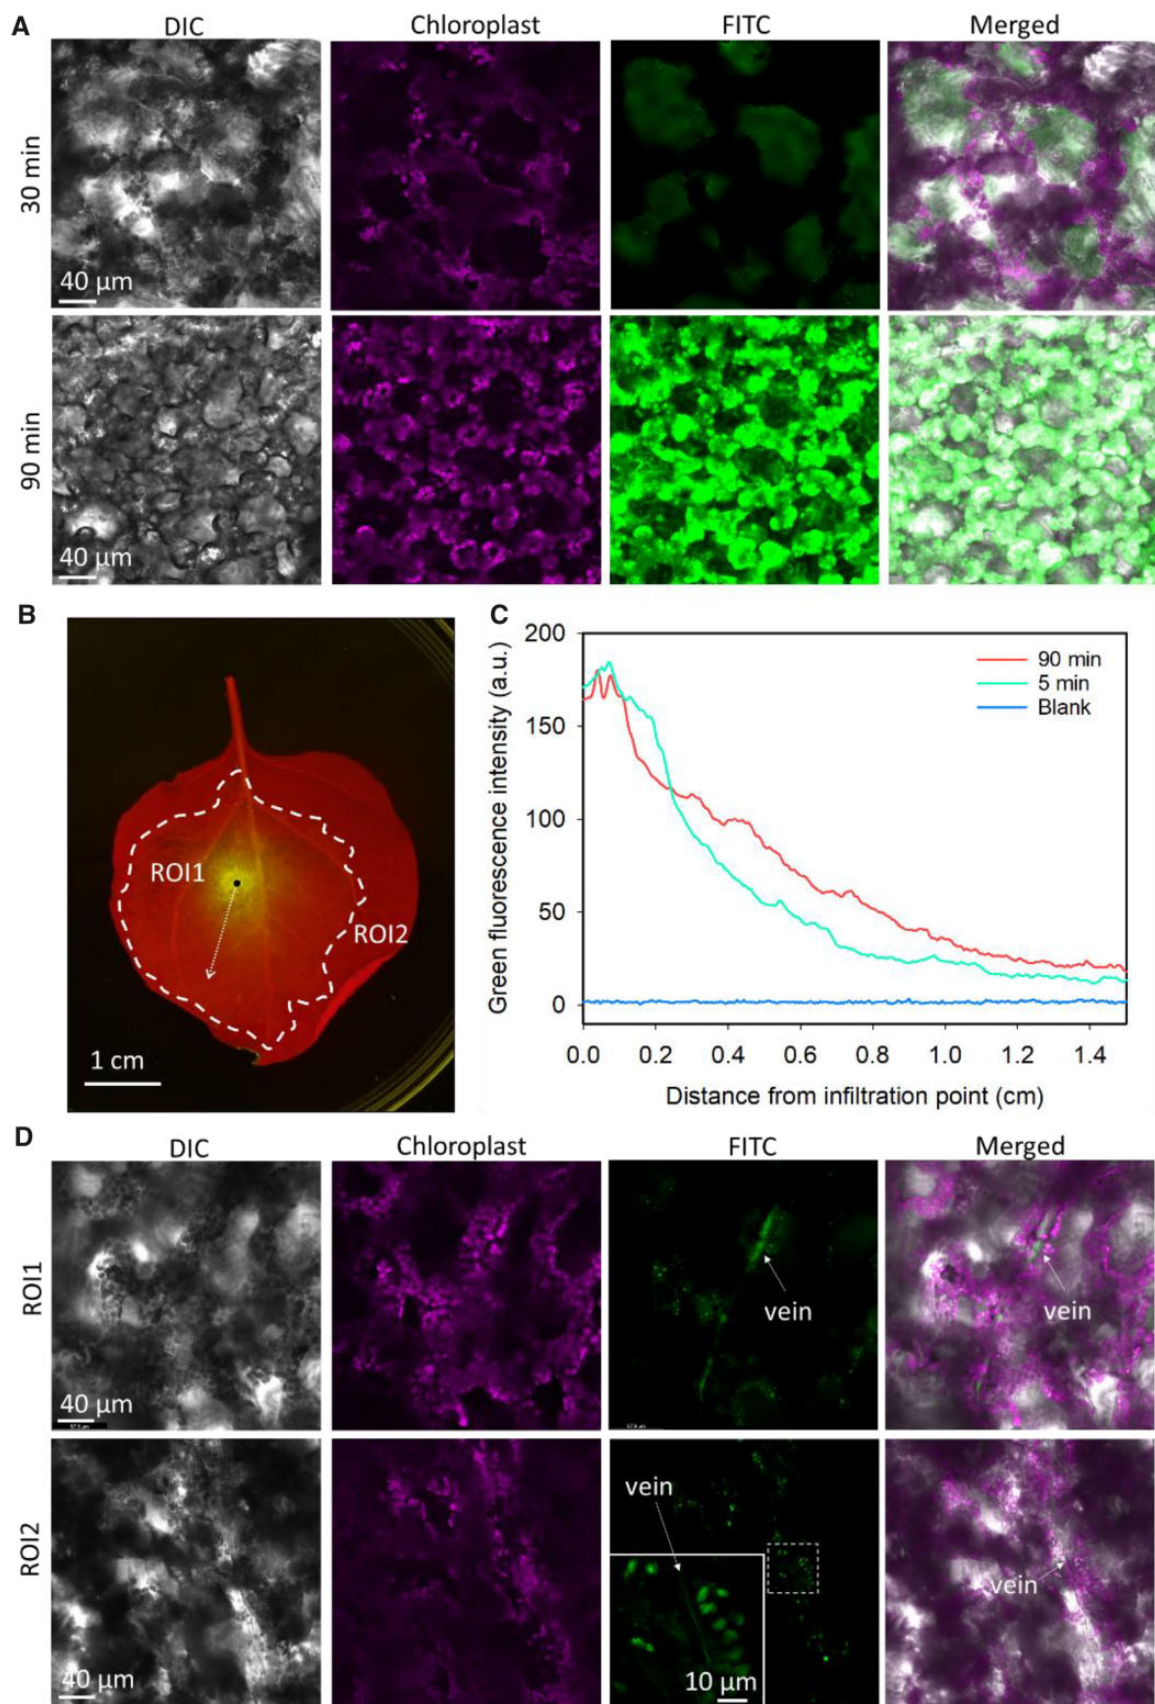 A
DIC
Chloroplast
FITC
Merged
30 min
40 µm
90 min
40 µm
B
ROI1
ROI2
1 cm
C
200
150
100
50
0
Green fluorescence intensity (a.u.)
90 min
5 min
Blank
0.0 0.2 0.4 0.6 0.8 1.0 1.2 1.4
Distance from infiltration point (cm)
D
DIC
Chloroplast
FITC
Merged
ROI1
40 µm
vein
vein
ROI2
40 µm
vein
10 µm
vein